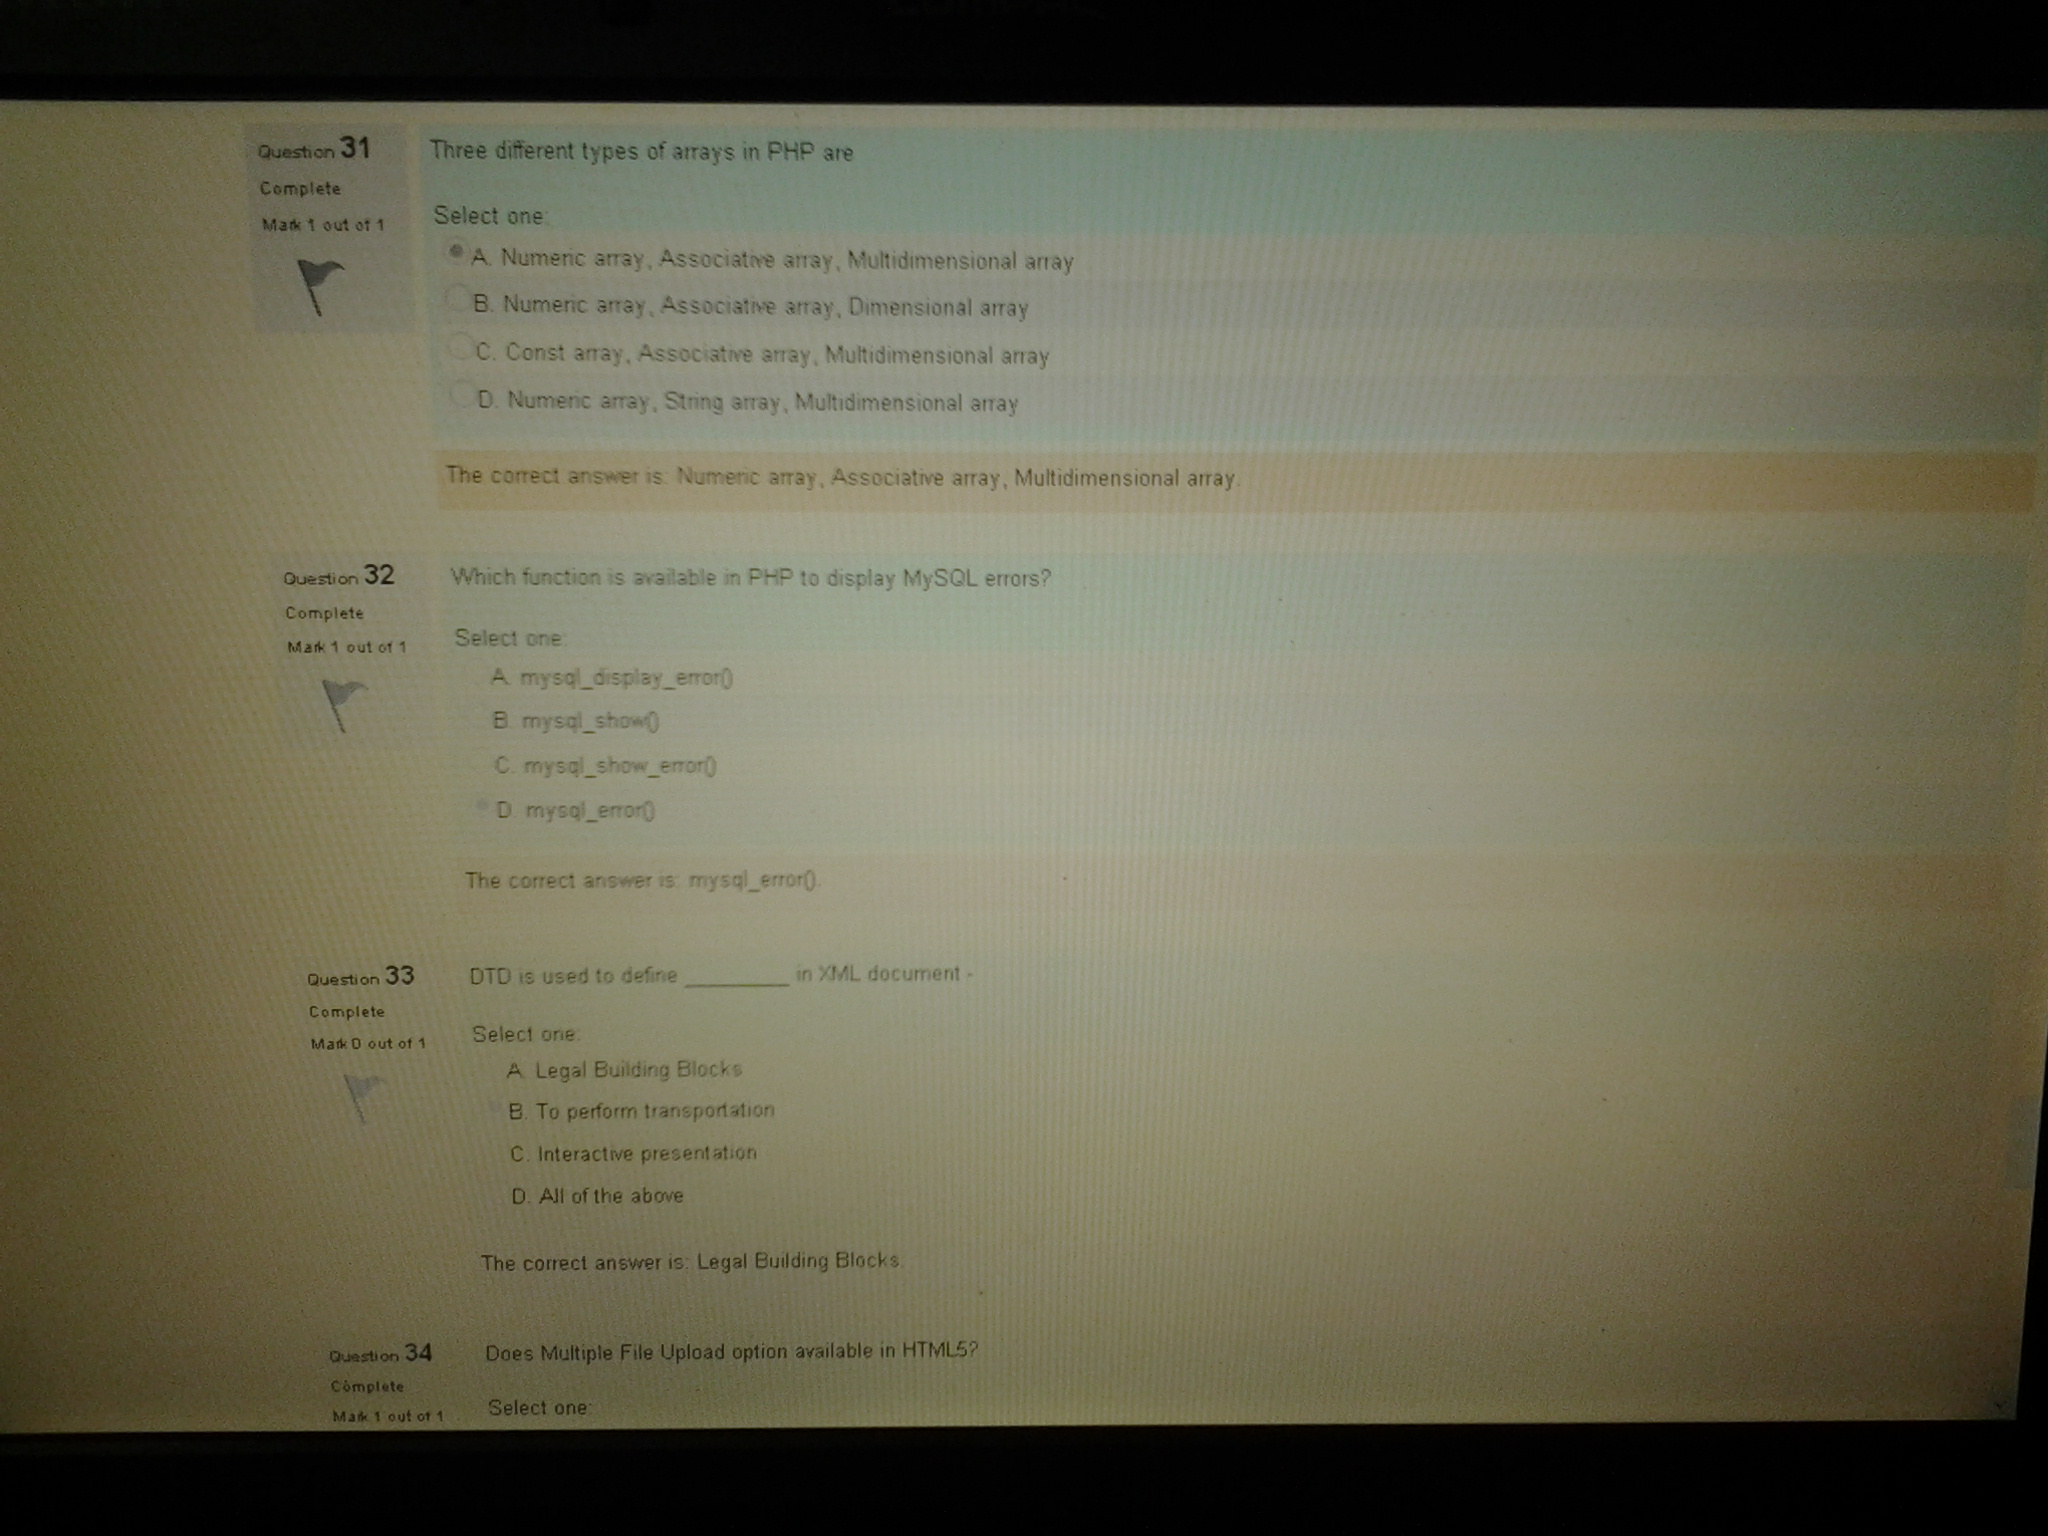 Question 31
Complete
Mark 1 out of 1
Three different types of arrays in PHP are
Select one:
A. Numeric array, Associative array, Multidimensional array
B. Numeric array, Associative array, Dimensional array
C. Const array, Associative array, Multidimensional array
D. Numeric array, String array, Multidimensional array
The correct answer is: Numeric array, Associative array, Multidimensional array.
Question 32
Complete
Mark 1 out of 1
Which function is available in PHP to display MySQL errors?
Select one:
A. mysql_display_error()
B. mysql_show()
C. mysql_show_error()
D. mysql_error()
The correct answer is: mysql_error().
Question 33
Complete
Mark 0 out of 1
DTD is used to define _________ in XML document -
Select one:
A. Legal Building Blocks
B. To perform transportation
C. Interactive presentation
D. All of the above
The correct answer is: Legal Building Blocks.
Question 34
Complete
Mark 1 out of 1
Does Multiple File Upload option available in HTML5?
Select one: